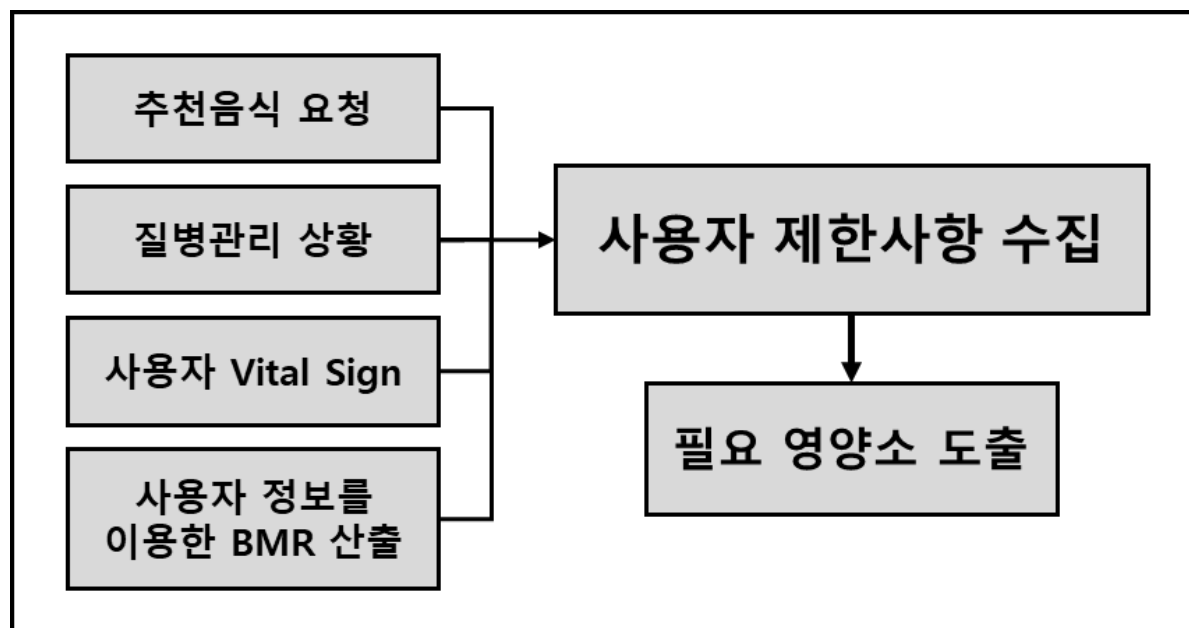 추천음식 요청
질병관리 상황
사용자 Vital Sign
사용자 정보를
이용한 BMR 산출
사용자 제한사항 수집
필요 영양소 도출